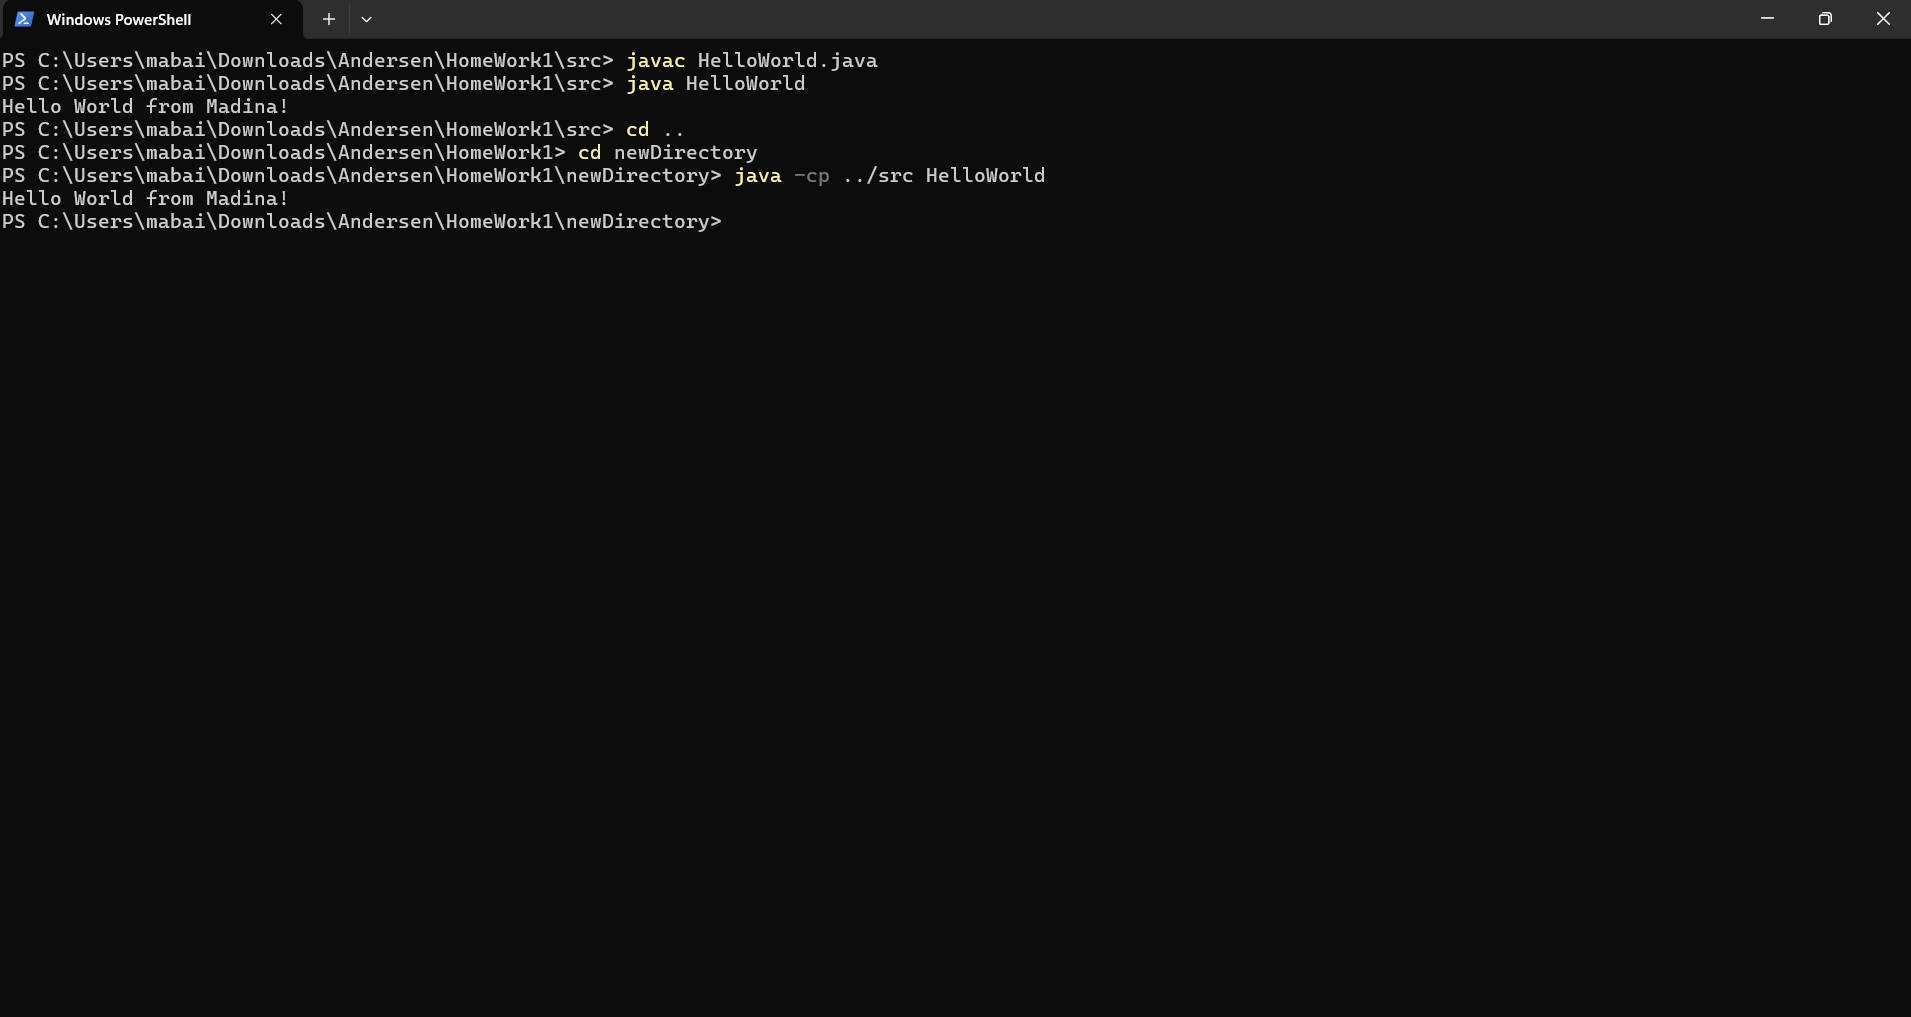 Windows PowerShell
PS C:\Users\mabai\Downloads\Andersen\HomeWork1\src> javac HelloWorld.java
PS C:\Users\mabai\Downloads\Andersen\HomeWork1\src> java HelloWorld
Hello World from Madina!
PS C:\Users\mabai\Downloads\Andersen\HomeWork1\src> cd ..
PS C:\Users\mabai\Downloads\Andersen\HomeWork1> cd newDirectory
PS C:\Users\mabai\Downloads\Andersen\HomeWork1\newDirectory> java -cp ../src HelloWorld
Hello World from Madina!
PS C:\Users\mabai\Downloads\Andersen\HomeWork1\newDirectory>